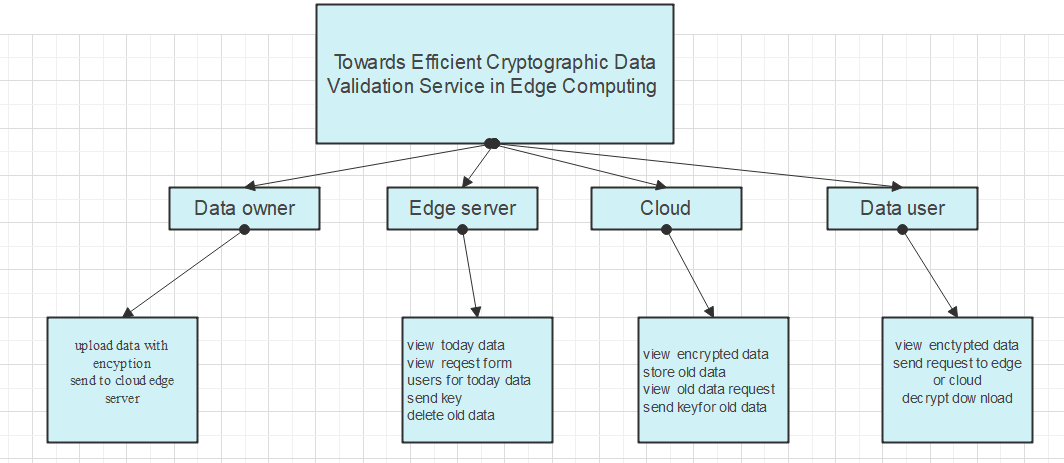 Towards Efficient Cryptographic Data
Validation Service in Edge Computing
Data owner
Edge server
Cloud
Data user
upload data with
encyption
send to cloud edge
server
view today data
view reqest form
users for today data
send key
delete old data
view encrypted data
store old data
view old data request
send keyfor old data
view enctypted data
send request to edge
or cloud
decrypt dow nload